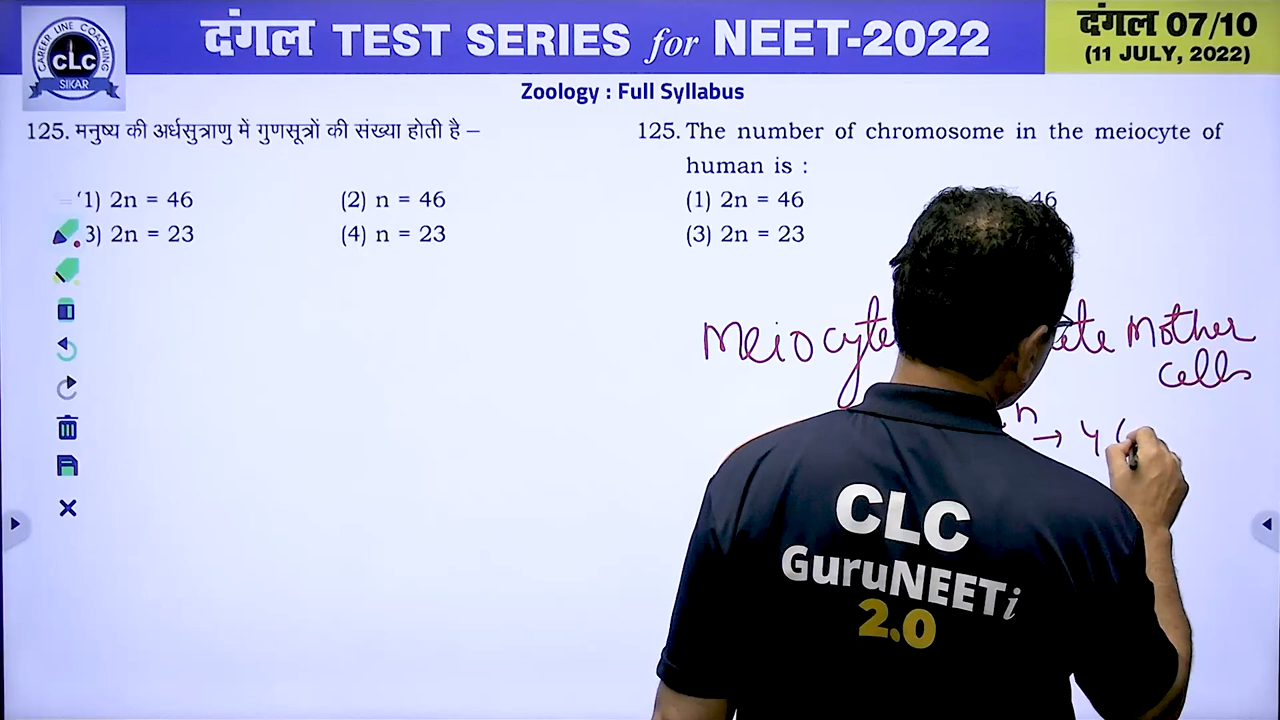 दंगल TEST SERIES for NEET-2022
दंगल 07/10
(11 JULY, 2022)
CAREER LINE COACHING
CLC
SIKAR
Zoology : Full Syllabus
125. मनुष्य की अर्धसुत्राणु में गुणसूत्रों की संख्या होती है –
1) 2n = 46
(2) n = 46
3) 2n = 23
(4) n = 23
125. The number of chromosome in the meiocyte of
human is :
(1) 2n = 46
46
(3) 2n = 23
Meiocyte
Mother
cells
n
→ 4
CLC
GuruNEETi
2.0